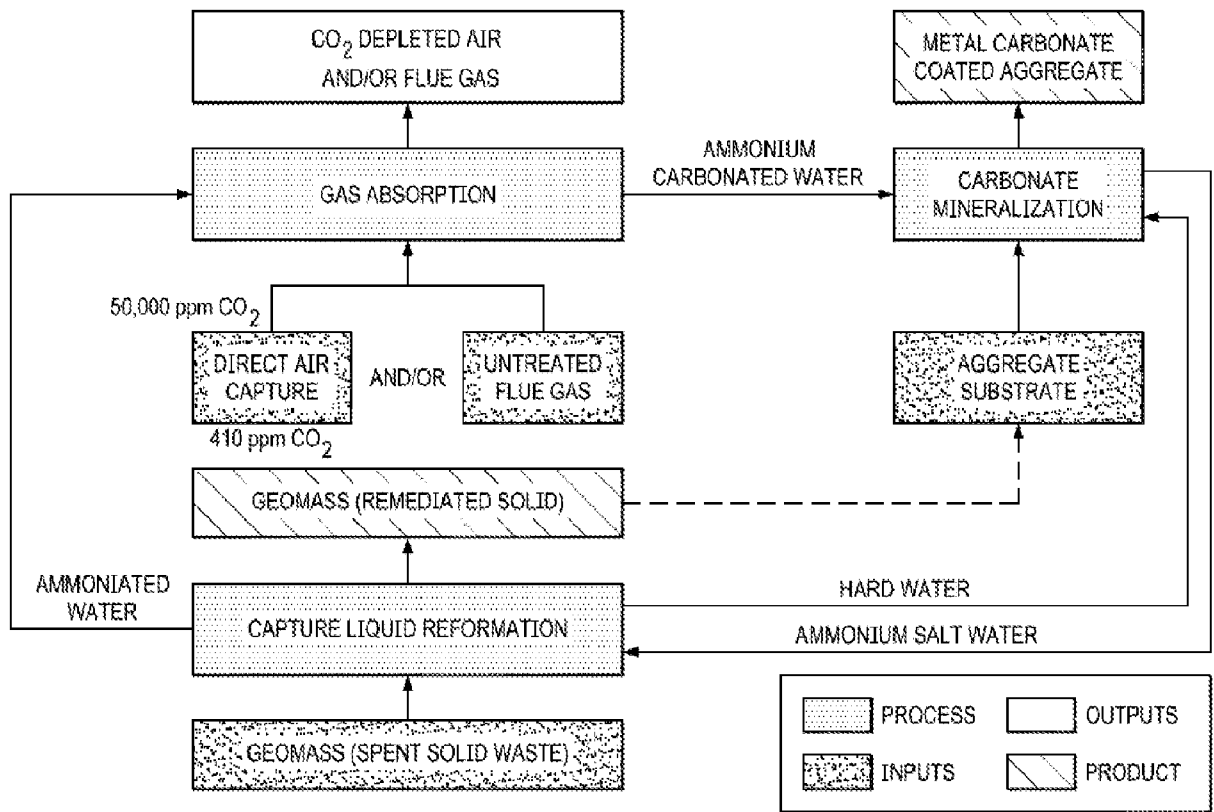 CO2 DEPLETED AIR
AND/OR FLUE GAS
METAL CARBONATE
COATED AGGREGATE
GAS ABSORPTION
AMMONIUM
CARBONATED WATER
CARBONATE
MINERALIZATION
50,000 ppm CO2
DIRECT AIR
CAPTURE
AND/OR
UNTREATED
FLUE GAS
AGGREGATE
SUBSTRATE
410 ppm CO2
GEOMASS (REMEDIATED SOLID)
AMMONIATED
WATER
CAPTURE LIQUID REFORMATION
HARD WATER
AMMONIUM SALT WATER
GEOMASS (SPENT SOLID WASTE)
PROCESS
OUTPUTS
INPUTS
PRODUCT